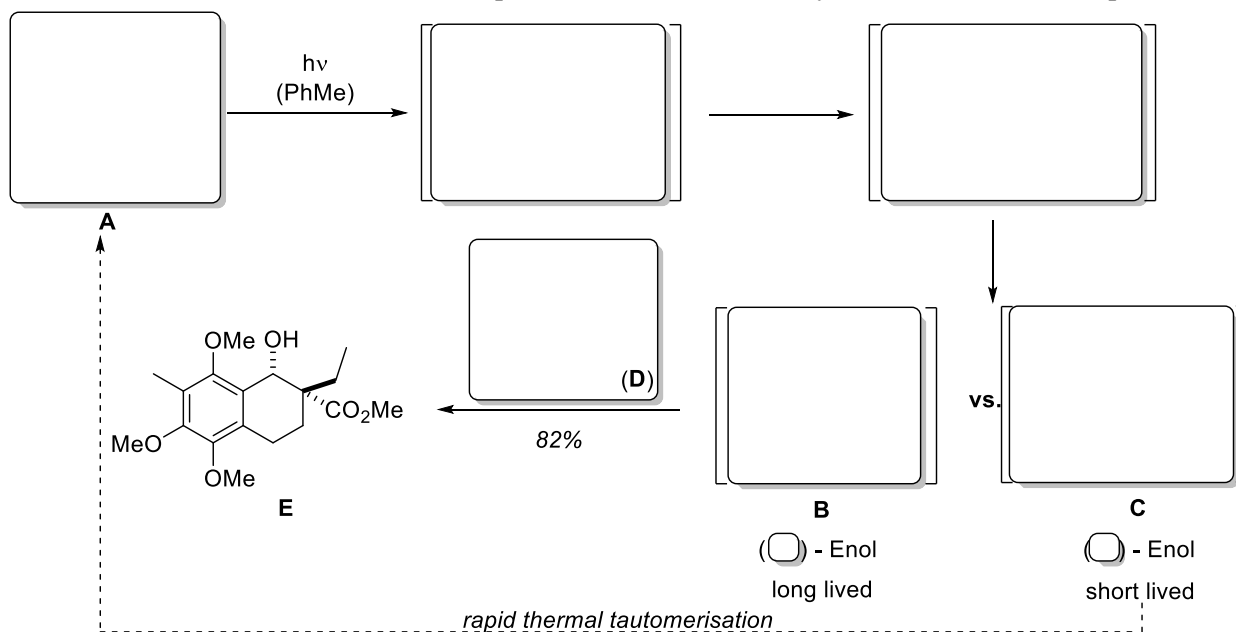 hν
(PhMe)
A
(D)
OMe OH
CO₂Me
MeO
OMe
E
82%
vs.
B
C
( ) - Enol
( ) - Enol
long lived
short lived
rapid thermal tautomerisation